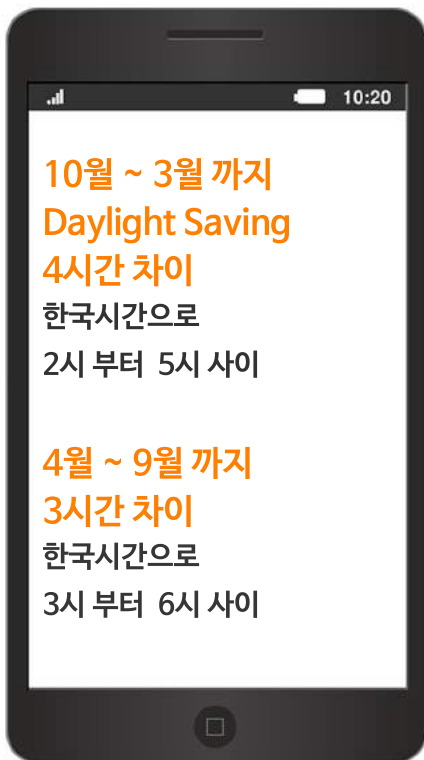 10:20
10월 ~ 3월 까지
Daylight Saving
4시간 차이
한국시간으로
2시 부터 5시 사이
4월 ~ 9월 까지
3시간 차이
한국시간으로
3시 부터 6시 사이